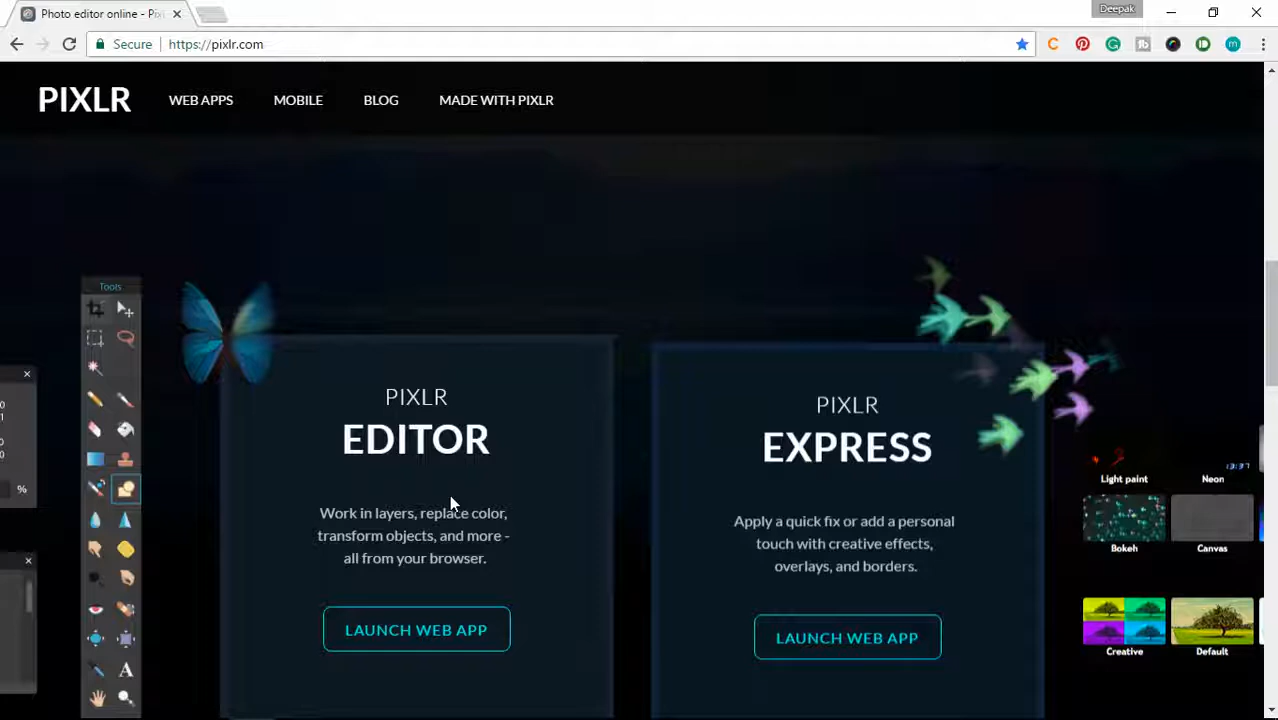 Photo editor online - Pi
Deepak
Secure
https://pixlr.com
PIXLR
WEB APPS
MOBILE
BLOG
MADE WITH PIXLR
Tools
PIXLR
EDITOR
Work in layers, replace color,
transform objects, and more -
all from your browser.
LAUNCH WEB APP
PIXLR
EXPRESS
Apply a quick fix or add a personal
touch with creative effects,
overlays, and borders.
LAUNCH WEB APP
Light paint
Neon
Bokeh
Canvas
Creative
Default
%